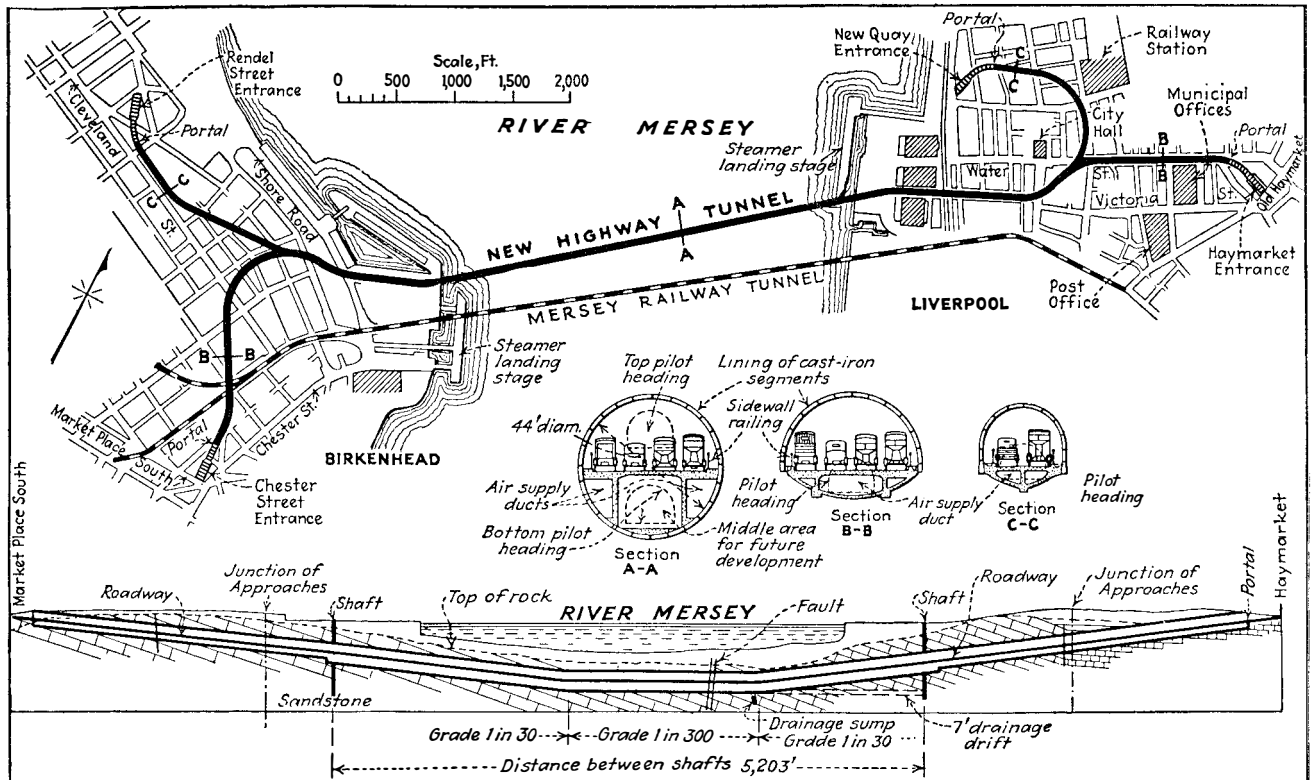 Rendel
Street
Entrance
Cleveland
St.
Portal
C
C
Shore Road
Scale, Ft.
0 500 1000 1500 2,000
RIVER MERSEY
Steamer
landing stage
New Quay
Entrance
Portal
C
C
Railway
Station
Municipal
Offices
City
Hall
Portal
Water
St.
B
B
Victoria
St.
Old Haymarket
Haymarket
Entrance
Post
Office
LIVERPOOL
NEW HIGHWAY TUNNEL
A
A
MERSEY RAILWAY TUNNEL
B B
Steamer
landing
stage
Market Place
South
Portal
Chester St.
BIRKENHEAD
Chester
Street
Entrance
Top pilot
heading
Lining of cast-iron
segments
44' diam.
Sidewall
railing
Air supply
ducts
Bottom pilot
heading
Section
A-A
Middle area
for future
development
Pilot
heading
Section
B-B
Air supply
duct
Section
C-C
Pilot
heading
Market Place South
Roadway
Junction of
Approaches
Shaft
Top of rock
RIVER MERSEY
Fault
Shaft
Roadway
Junction of
Approaches
Portal
Haymarket
Sandstone
Drainage sump
7' drainage
drift
Grade 1 in 30
Grade 1 in 300
Grade 1 in 30
Distance between shafts 5,203'